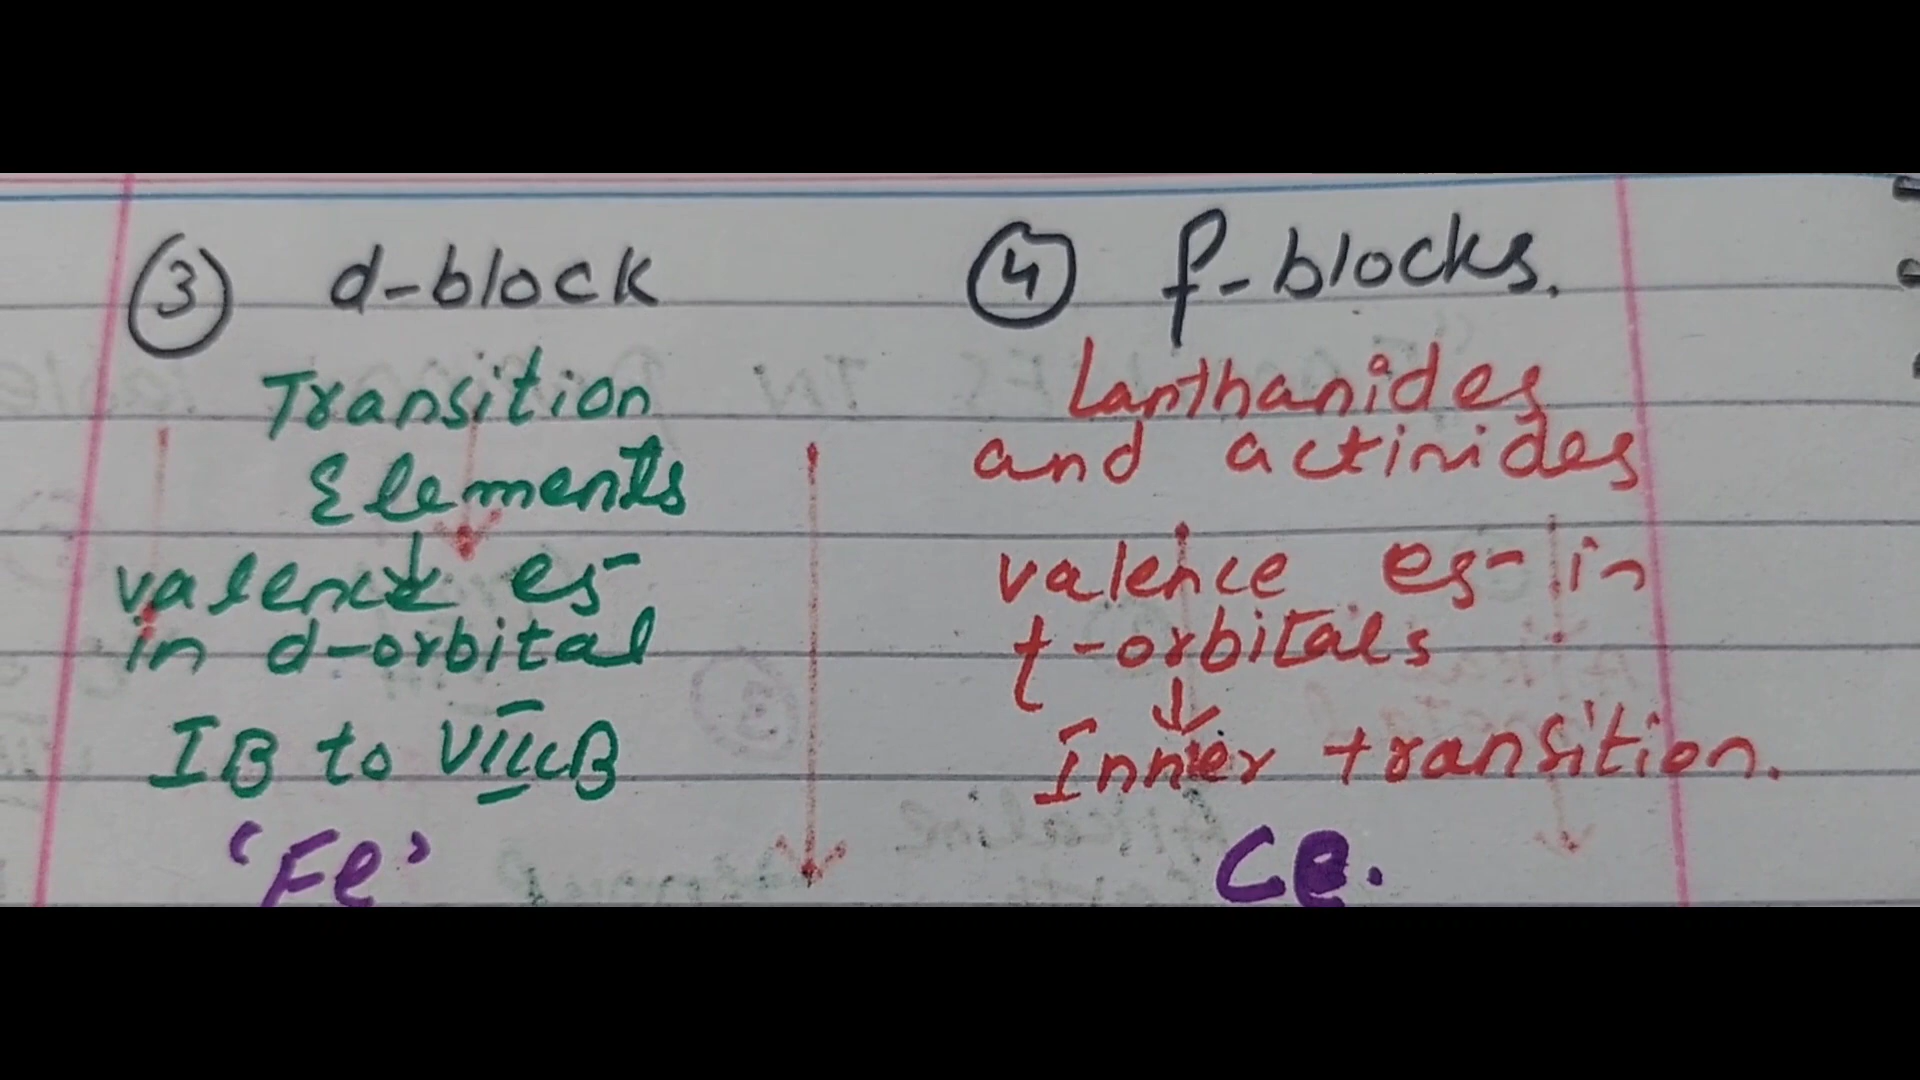 ③ d-block
Transition
Elements
valence es-
in d-orbital
IB to VIIIB
'Fe'
④ f-blocks.
Lanthanides
and actinides
valence es- in
f-orbitals
Inner transition.
Ce.